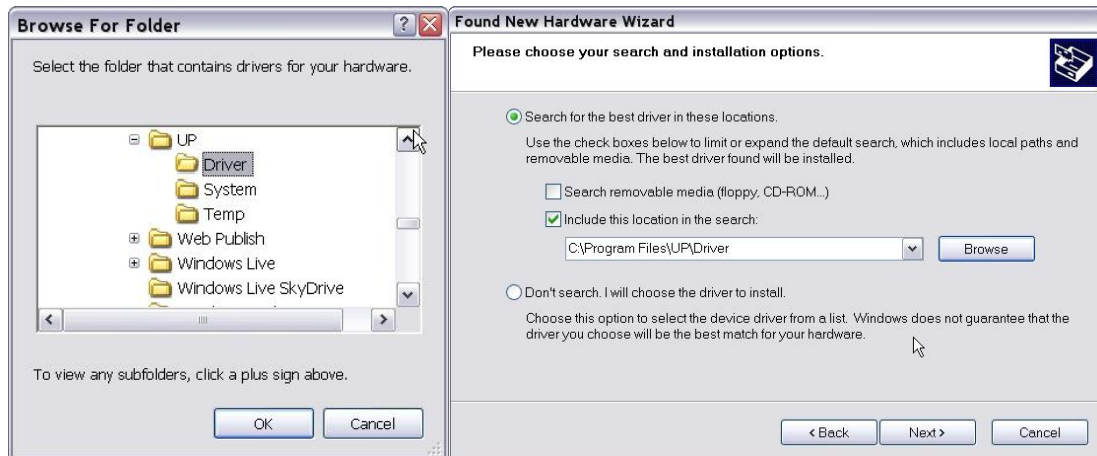 Browse For Folder
Select the folder that contains drivers for your hardware.
UP
Driver
System
Temp
Web Publish
Windows Live
Windows Live SkyDrive
To view any subfolders, click a plus sign above.
OK
Cancel
Found New Hardware Wizard
Please choose your search and installation options.
Search for the best driver in these locations.
Use the check boxes below to limit or expand the default search, which includes local paths and
removable media. The best driver found will be installed.
Search removable media (floppy, CD-ROM...)
Include this location in the search:
C:\Program Files\UP\Driver
Browse
Don't search. I will choose the driver to install.
Choose this option to select the device driver from a list. Windows does not guarantee that the
driver you choose will be the best match for your hardware.
< Back
Next >
Cancel